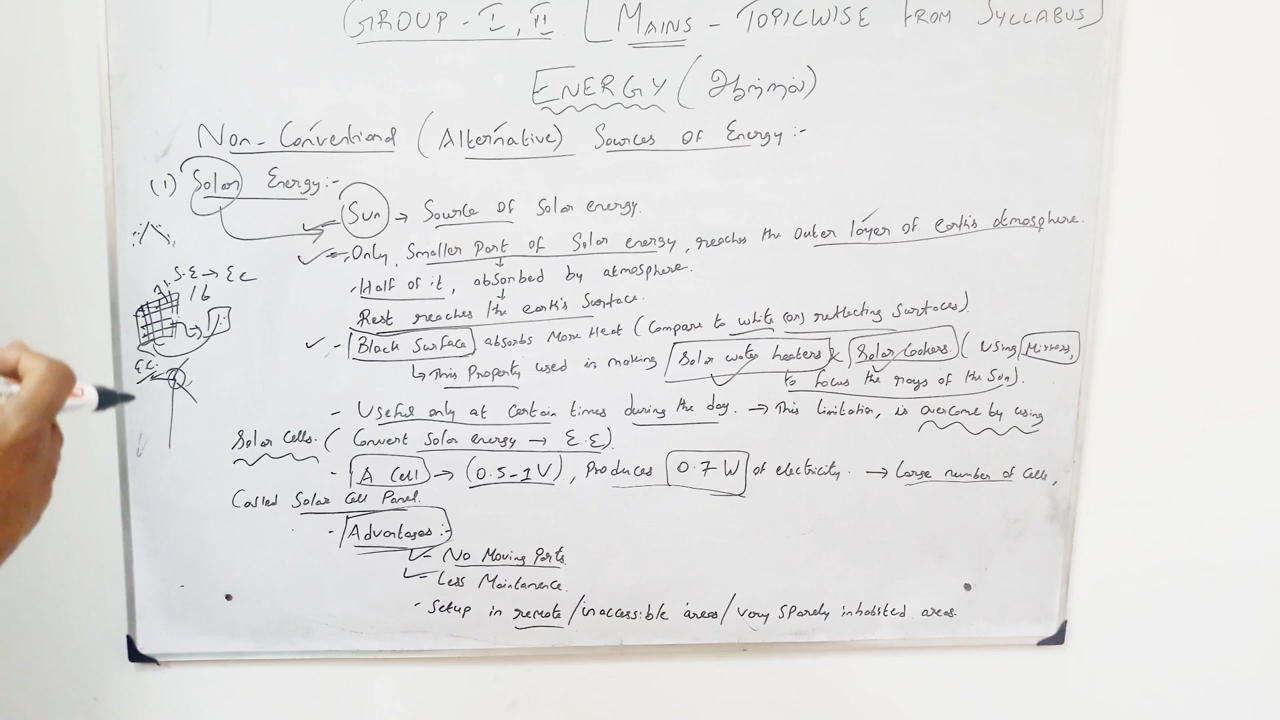 GROUP - I, II [MAINS - TOPICWISE FROM SYLLABUS]
ENERGY (ஆற்றல்)
Non-Conventional (Alternative) Sources of Energy:-
(1) Solar Energy:-
Sun → Source of Solar energy.
- Only, Smaller Part of Solar energy, reaches the outer layer of earth's atmosphere.
S.E → E.C
- Half of it, absorbed by atmosphere.
Rest reaches the earth's Surface.
- Black Surface absorbs More Heat (Compare to white (or) reflecting Surfaces).
↳ This Property used in making Solar water heaters & Solar Cookers (Using Mirrors, to focus the rays of the Sun).
- Useful only at Certain times during the day. → This limitation, is overcome by using
Solar Cells. (Convert Solar energy → E.E).
- A Cell → (0.5-1V), Produces 0.7W of electricity. → Large number of Cells,
Called Solar Cell Panel.
- Advantages:-
- No Moving Parts.
- Less Maintanence.
- Setup in remote/inaccessible areas/very Sparely inhabited areas.